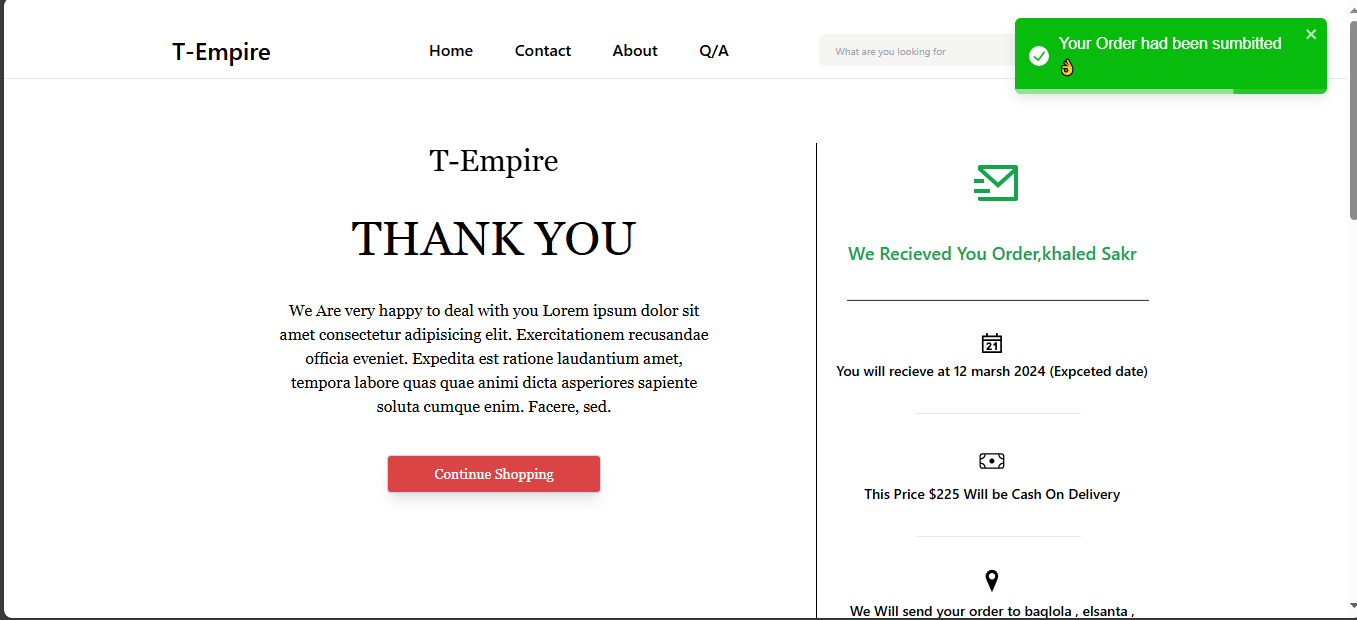 T-Empire
Home
Contact
About
Q/A
What are you looking for
Your Order had been sumbitted
👌
T-Empire
THANK YOU
We Are very happy to deal with you Lorem ipsum dolor sit
amet consectetur adipisicing elit. Exercitationem recusandae
officia eveniet. Expedita est ratione laudantium amet,
tempora labore quas quae animi dicta asperiores sapiente
soluta cumque enim. Facere, sed.
Continue Shopping
We Recieved You Order,khaled Sakr
21
You will recieve at 12 marsh 2024 (Expceted date)
This Price $225 Will be Cash On Delivery
We Will send your order to baqlola , elsanta ,